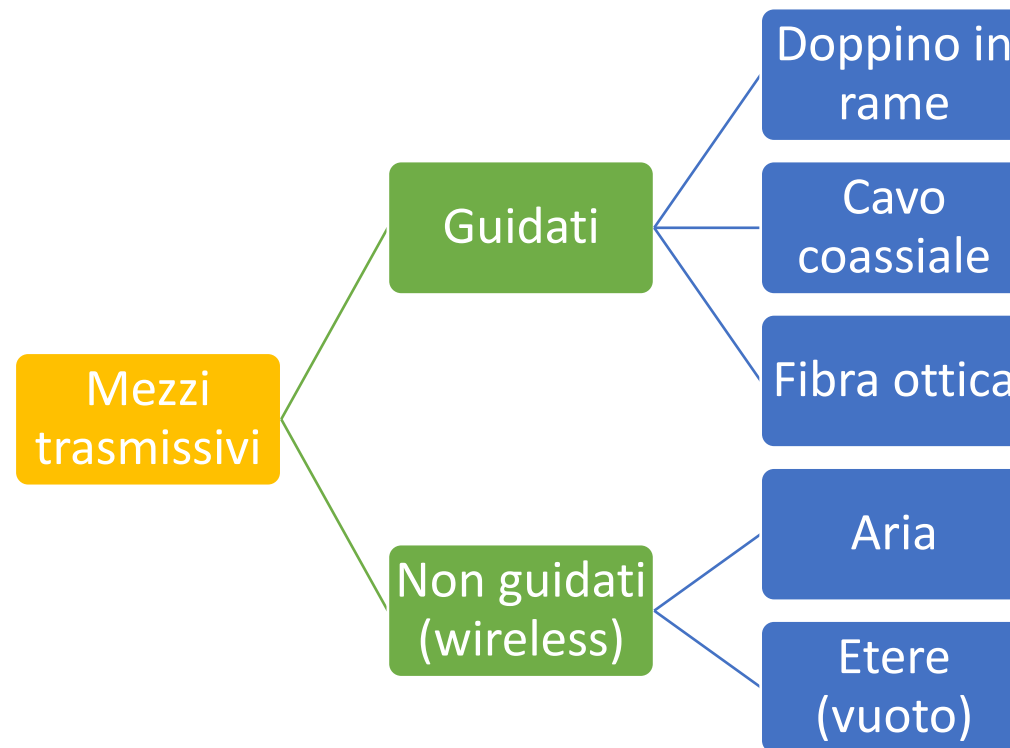 Mezzi
trasmissivi
Guidati
Doppino in
rame
Cavo
coassiale
Fibra ottica
Non guidati
(wireless)
Aria
Etere
(vuoto)